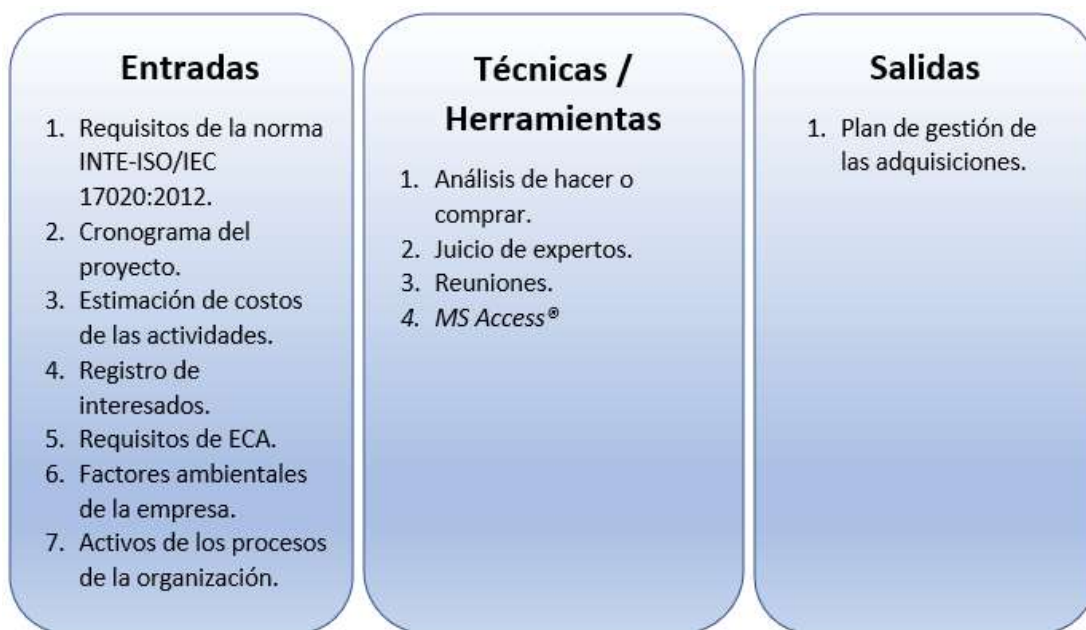 Entradas
1. Requisitos de la norma
INTE-ISO/IEC
17020:2012.
2. Cronograma del
proyecto.
3. Estimación de costos
de las actividades.
4. Registro de
interesados.
5. Requisitos de ECA.
6. Factores ambientales
de la empresa.
7. Activos de los procesos
de la organización.
Técnicas /
Herramientas
1. Análisis de hacer o
comprar.
2. Juicio de expertos.
3. Reuniones.
4. MS Access®
Salidas
1. Plan de gestión de
las adquisiciones.